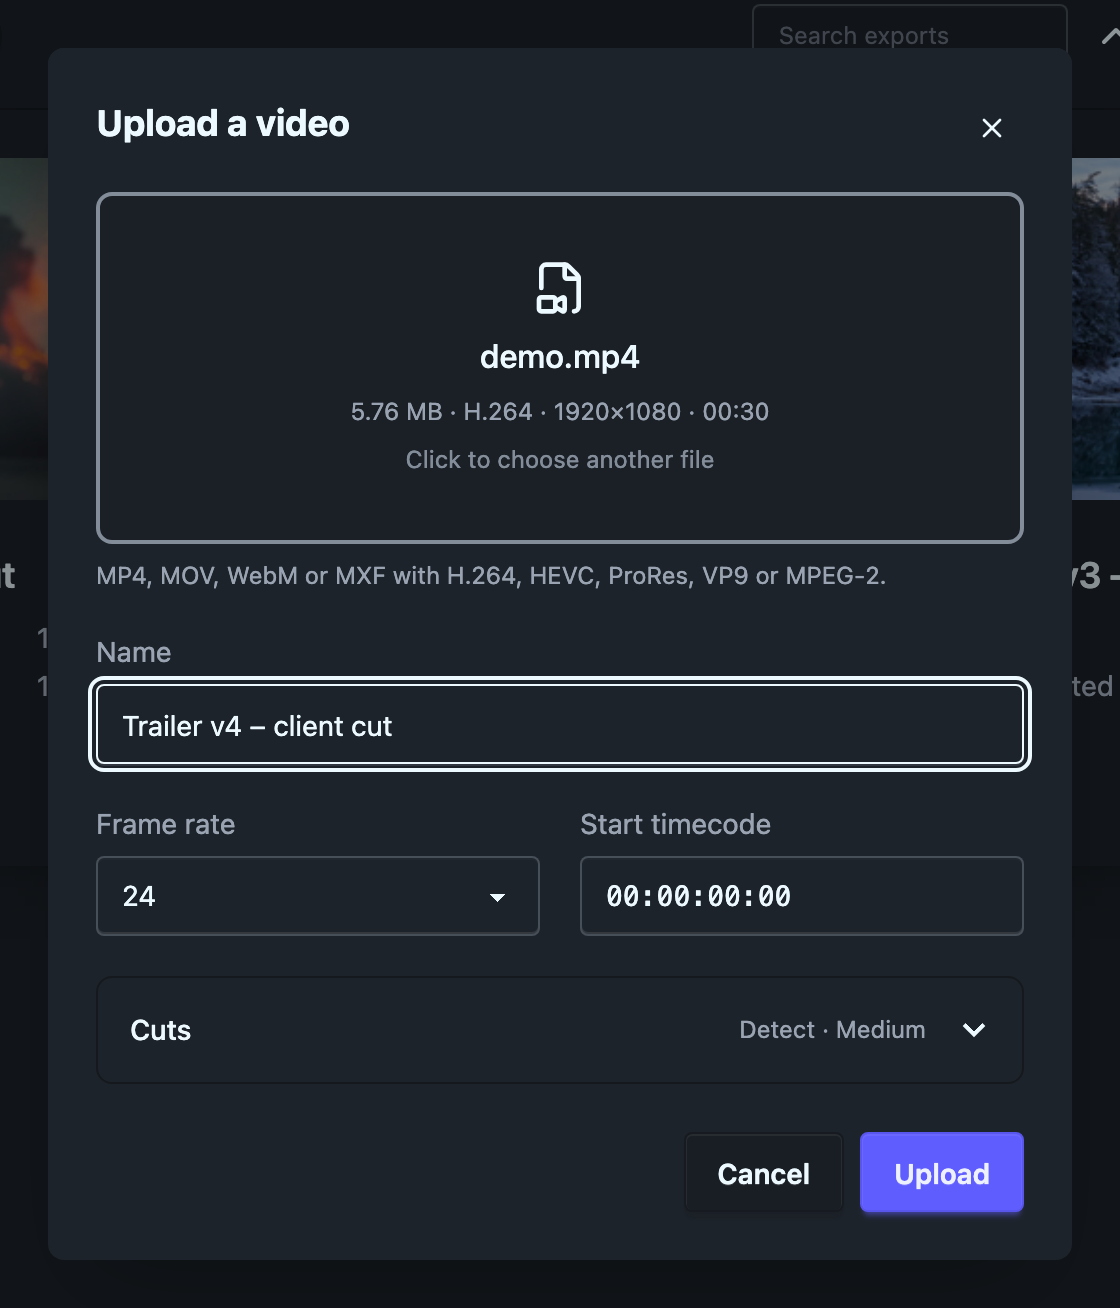 Search exports
Upload a video
demo.mp4
5.76 MB · H.264 · 1920×1080 · 00:30
Click to choose another file
MP4, MOV, WebM or MXF with H.264, HEVC, ProRes, VP9 or MPEG-2.
Name
Trailer v4 – client cut
Frame rate
Start timecode
24
00:00:00:00
Cuts
Detect · Medium
Cancel
Upload